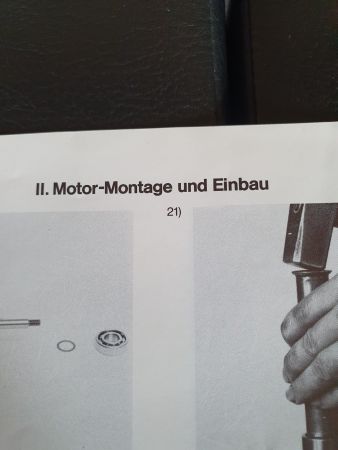 II. Motor-Montage und Einbau
21)